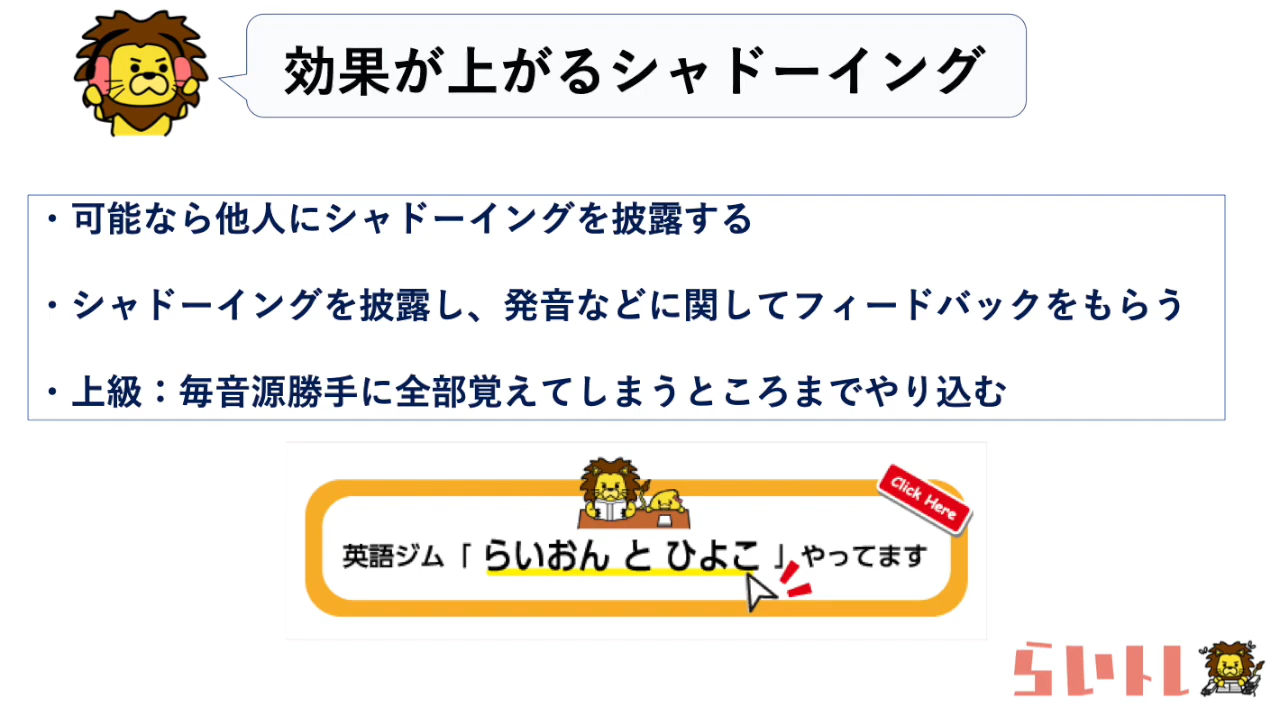 効果が上がるシャドーイング
・可能なら他人にシャドーイングを披露する
・シャドーイングを披露し、発音などに関してフィードバックをもらう
・上級：毎音源勝手に全部覚えてしまうところまでやり込む
Click Here
英語ジム「 らいおん と ひよこ 」やってます
らいトレ